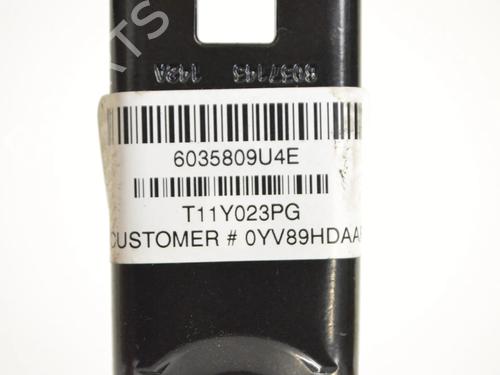 6035809U4E
T11Y023PG
CUSTOMER # 0YV89HDAA